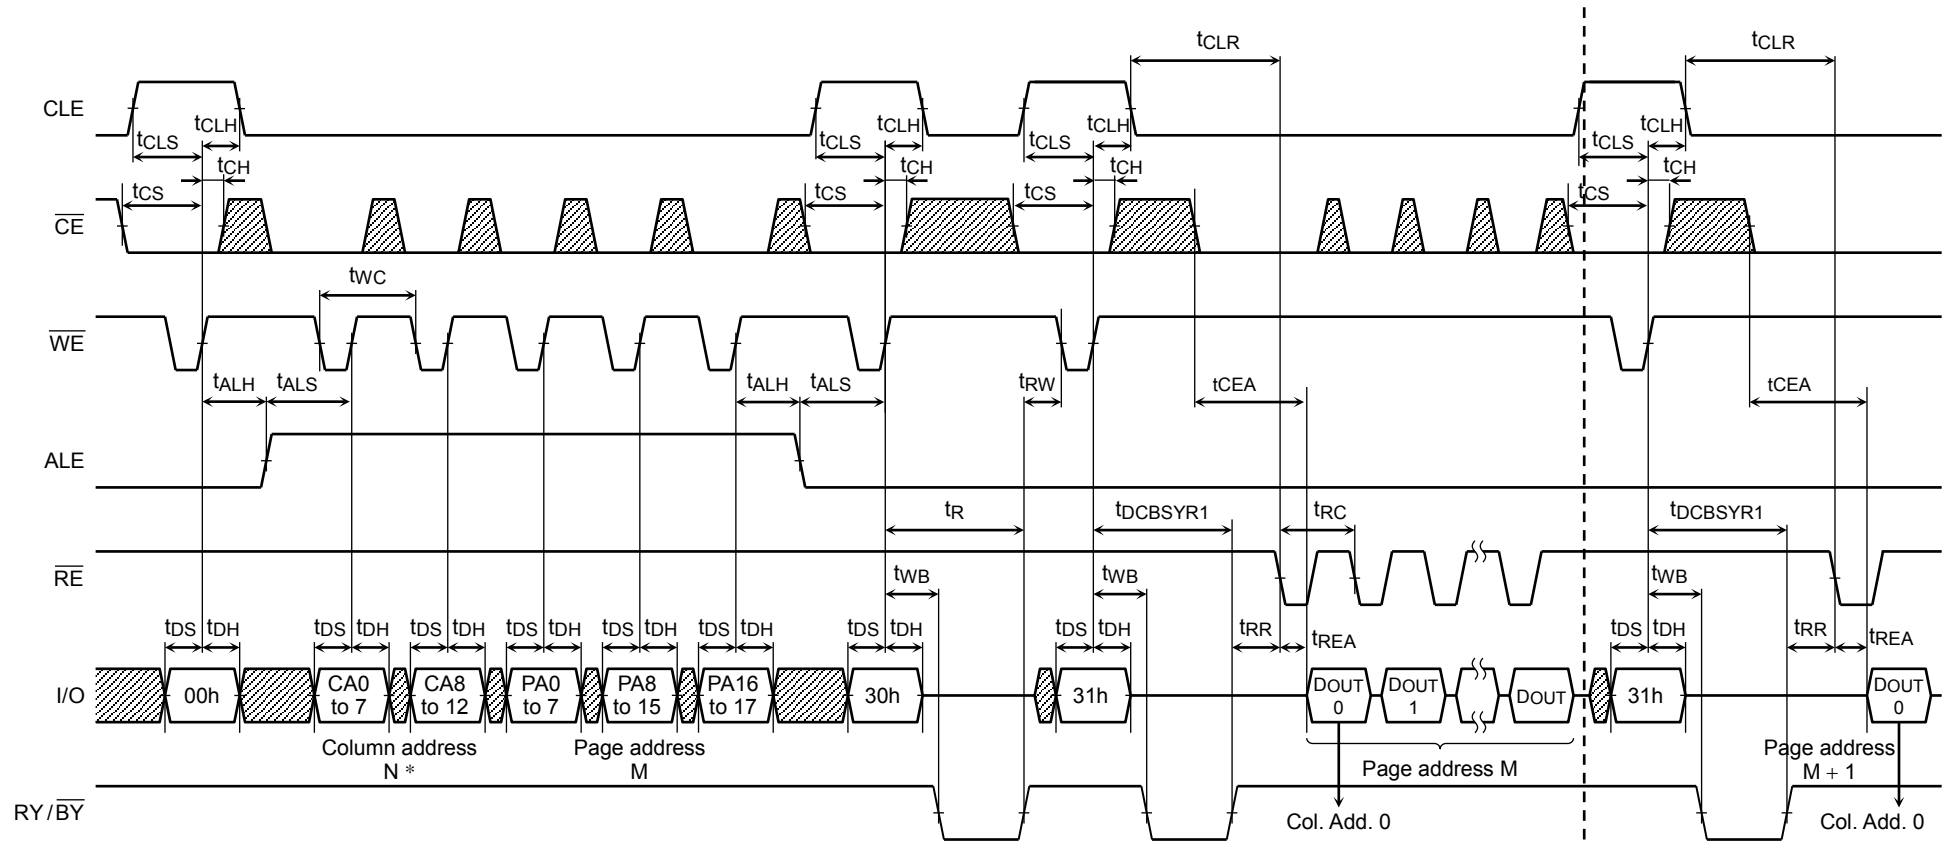 tCLR tCLR
CLE
tCLH tCLH tCLH tCLH
tCLS tCLS tCLS tCLS
tCH tCH tCH tCH
tCS tCS tCS tCS
CE
tWC
WE
tALH tALS tALH tALS tRW tCEA tCEA
ALE
tR tDCBSYR1 tRC tDCBSYR1
RE
tWB tWB tWB
tDS tDH tDS tDH tDS tDH tDS tDH tDS tDH tDS tDH tDS tDH tDS tDH tRR tREA tDS tDH tRR tREA
I/O
00h
CA0
to 7
CA8
to 12
PA0
to 7
PA8
to 15
PA16
to 17
30h
31h
DOUT
0
DOUT
1
DOUT
31h
DOUT
0
Column address
N *
Page address
M
Page address M
Page address
M + 1
RY/BY
Col. Add. 0
Col. Add. 0